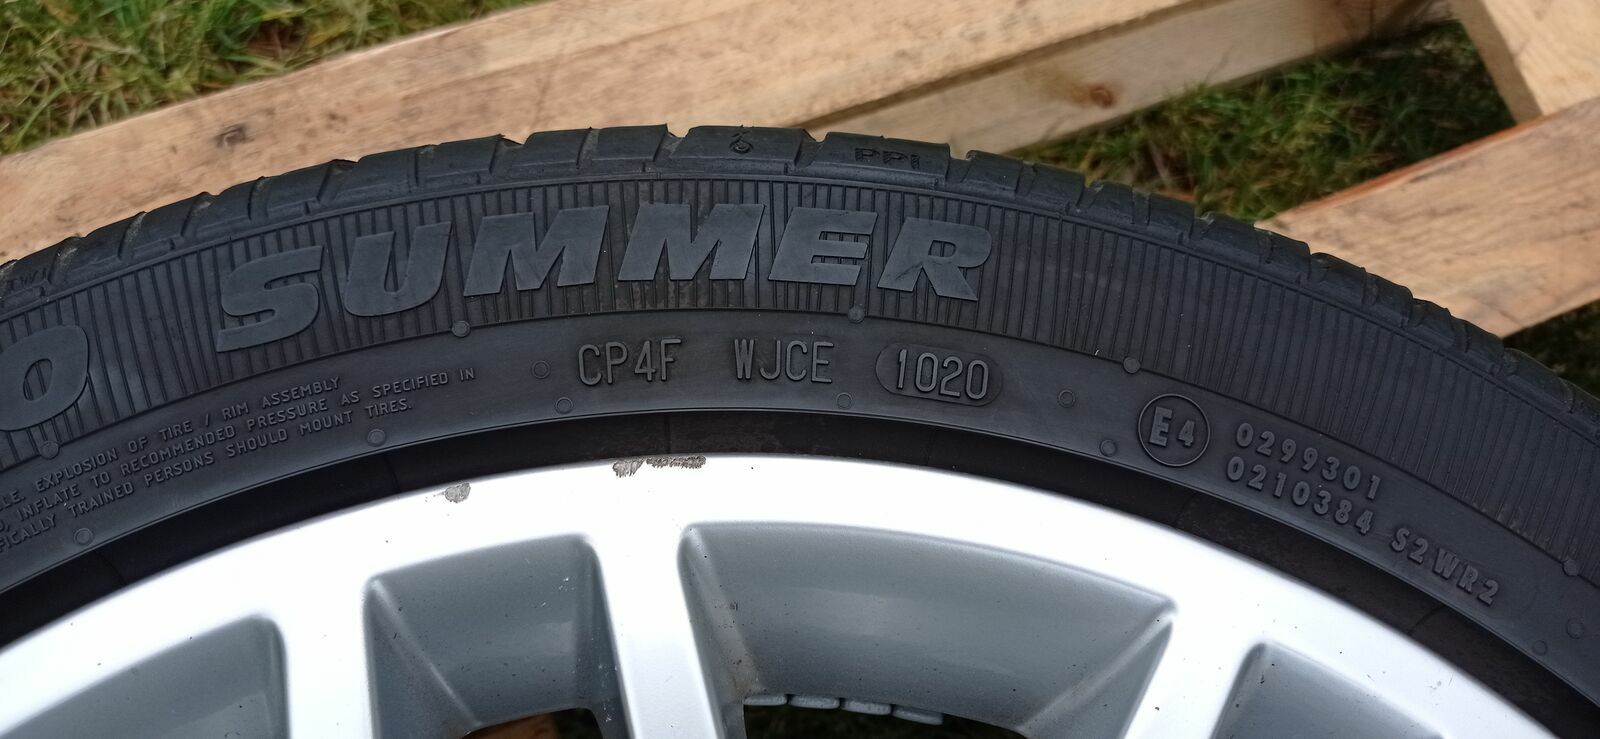 PPI
O SUMMER
CP4F WJCE 1020
E4
0299301
0210384 S2WR2
EXPLOSION OF TIRE / RIM ASSEMBLY
INFLATE TO RECOMMENDED PRESSURE AS SPECIFIED IN
TRAINED PERSONS SHOULD MOUNT TIRES.